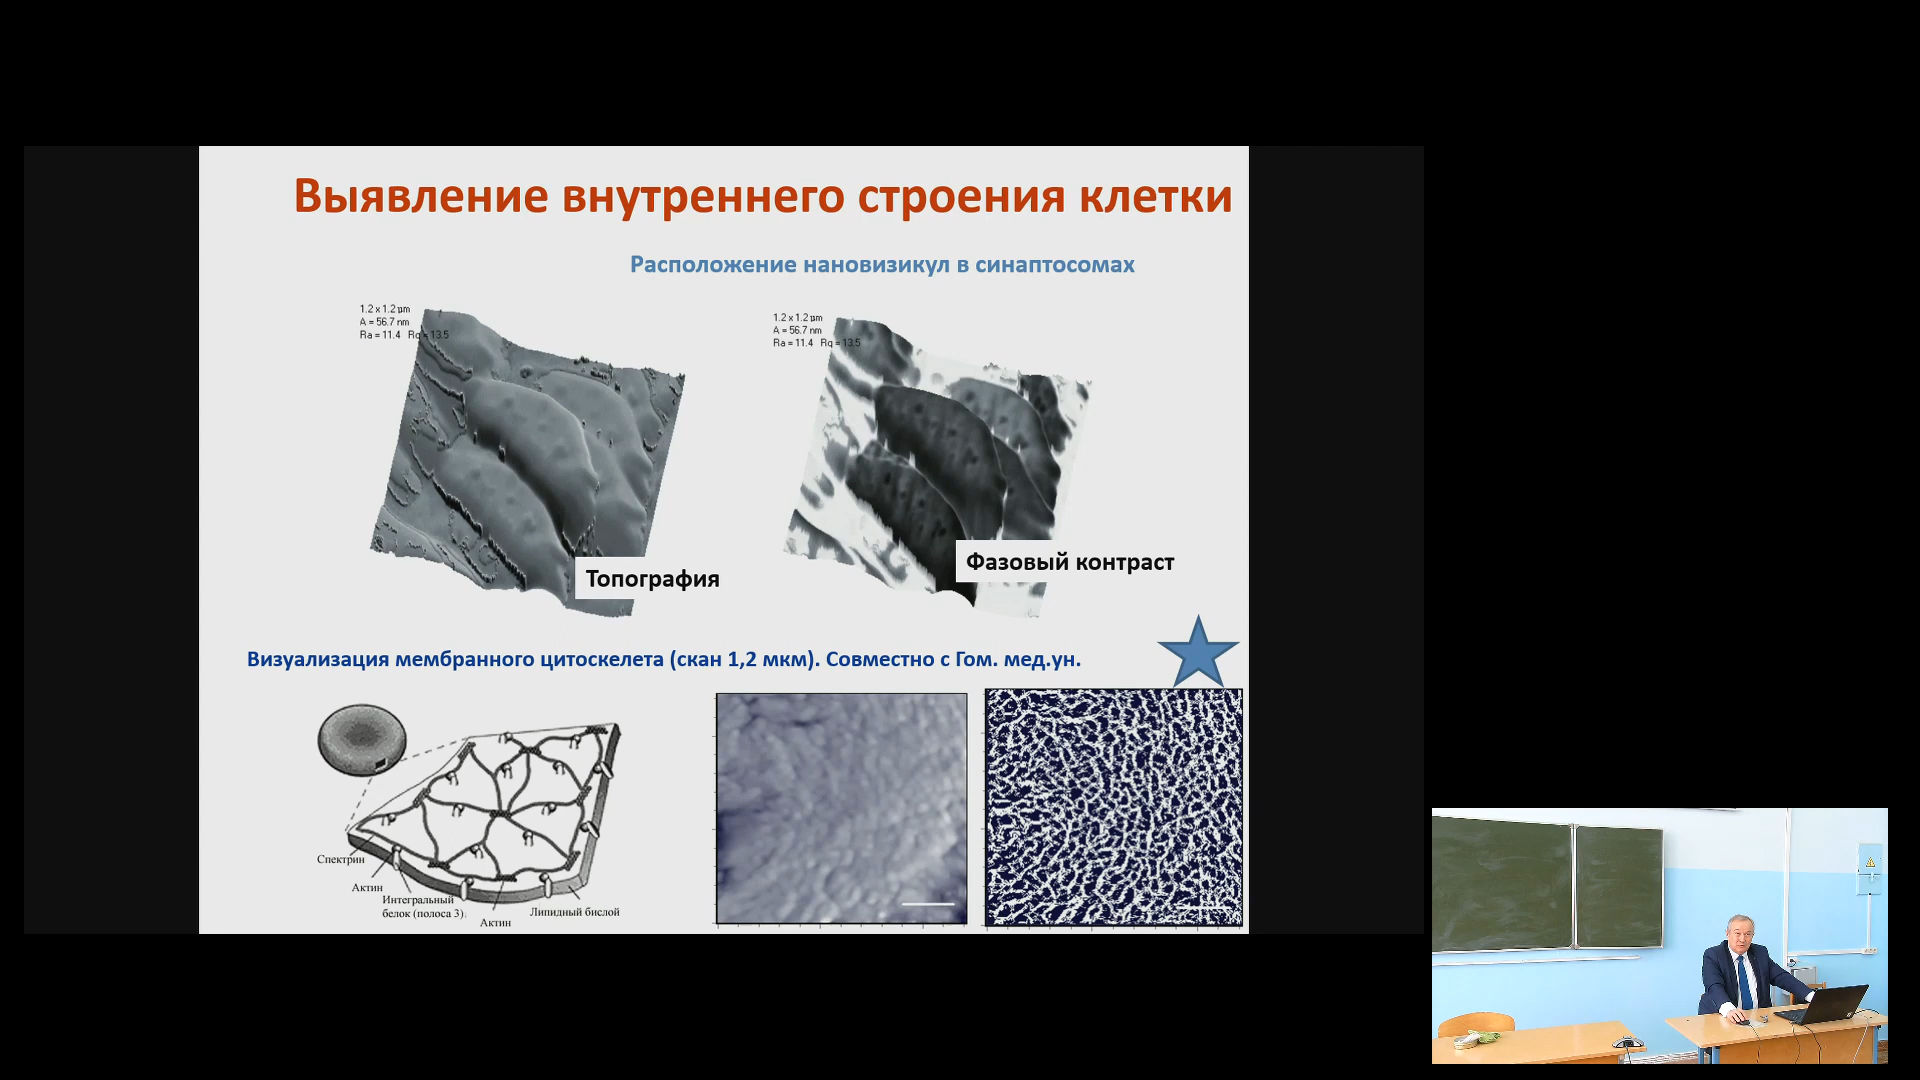 Выявление внутреннего строения клетки
Расположение нановизикул в синаптосомах
1.2 x 1.2 µm
A = 56.7 nm
Ra = 11.4 Rq = 13.5
1.2 x 1.2 µm
A = 56.7 nm
Ra = 11.4 Rq = 13.5
Топография
Фазовый контраст
Визуализация мембранного цитоскелета (скан 1,2 мкм). Совместно с Гом. мед.ун.
Спектрин
Актин
Интегральный
белок (полоса 3).
Актин
Липидный бислой